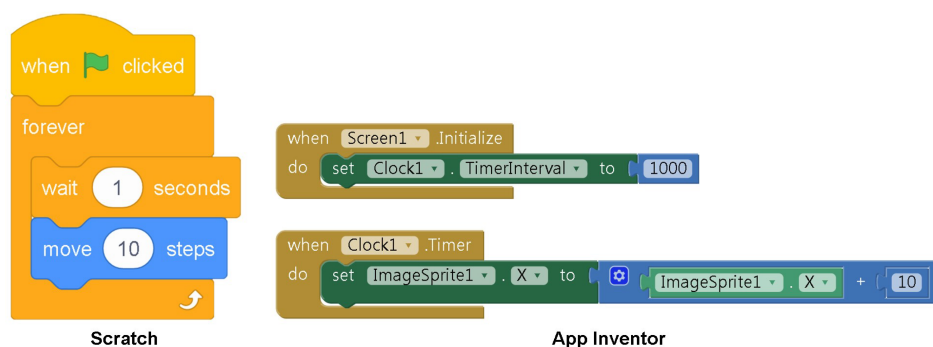 when clicked
forever
wait 1 seconds
move 10 steps
Scratch
when Screen1 .Initialize
do set Clock1 . TimerInterval to 1000
when Clock1 .Timer
do set ImageSprite1 . X to ImageSprite1 . X + 10
App Inventor